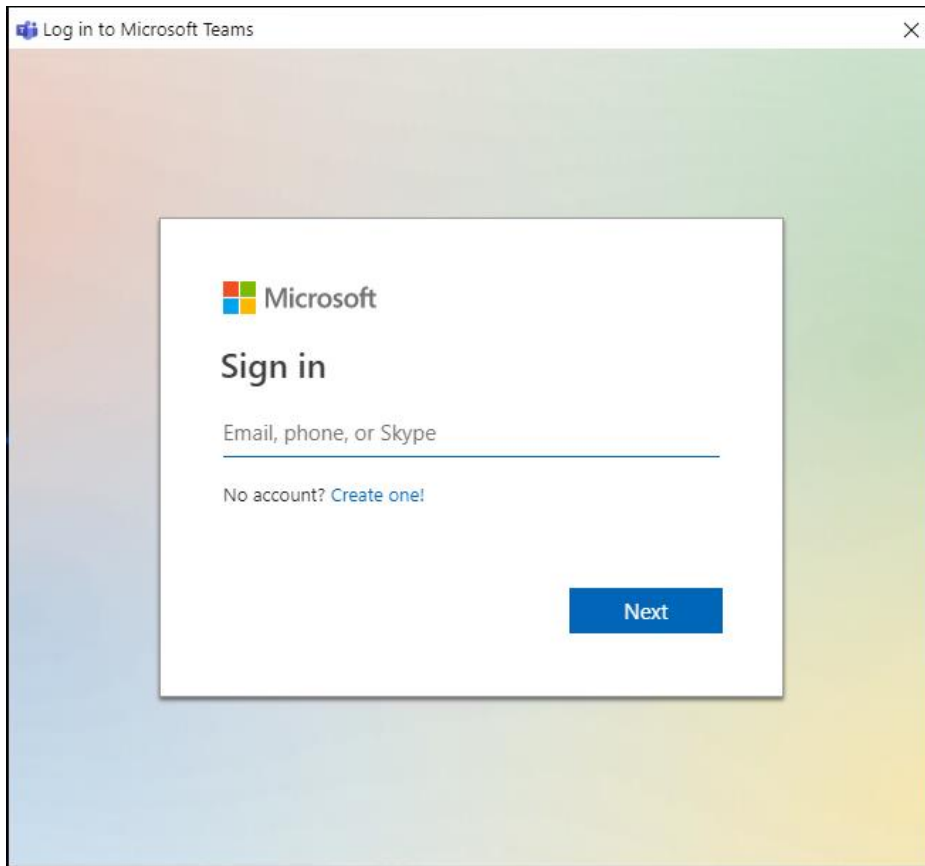 Log in to Microsoft Teams
Microsoft
Sign in
Email, phone, or Skype
No account? Create one!
Next